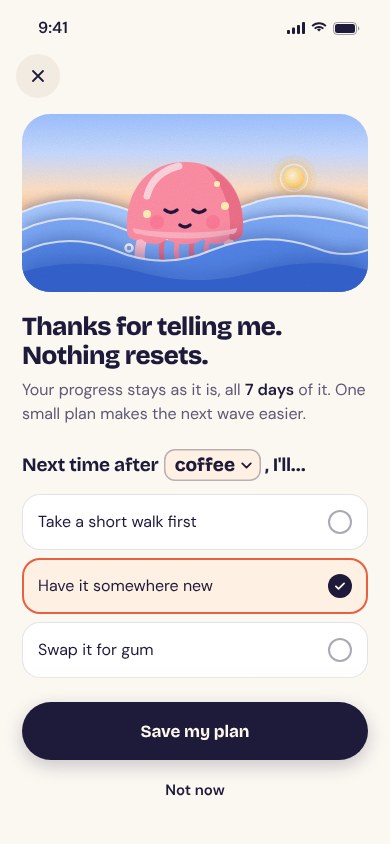 9:41
Thanks for telling me.
Nothing resets.
Your progress stays as it is, all 7 days of it. One
small plan makes the next wave easier.
Next time after coffee , I'll...
Take a short walk first
Have it somewhere new
Swap it for gum
Save my plan
Not now